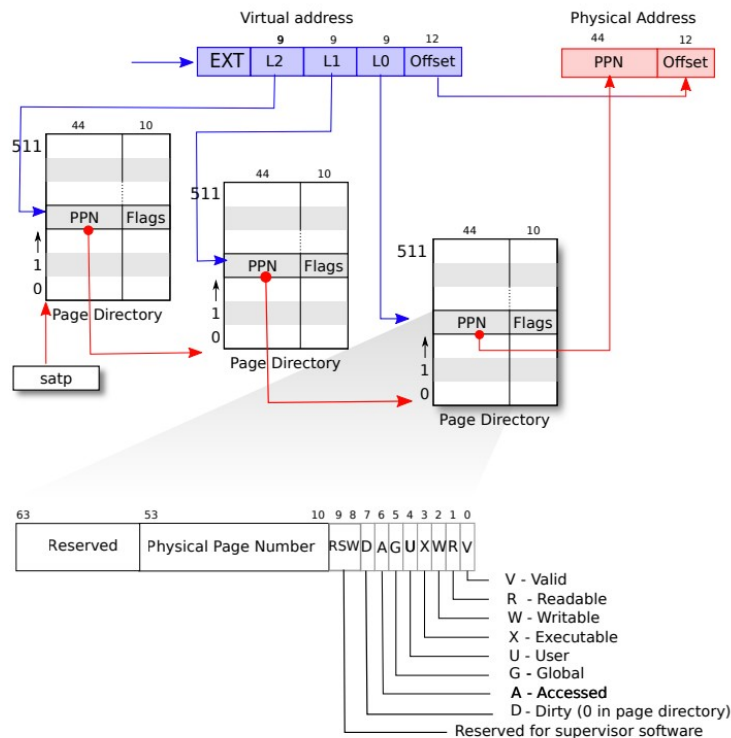 Virtual address
Physical Address
9 9 9 12
44 12
EXT L2 L1 L0 Offset
PPN Offset
44 10
511
PPN Flags
1
0
Page Directory
satp
44 10
511
PPN Flags
1
0
Page Directory
44 10
511
PPN Flags
1
0
Page Directory
63 53 10 9 8 7 6 5 4 3 2 1 0
Reserved Physical Page Number RSW D A G U X W R V
V - Valid
R - Readable
W - Writable
X - Executable
U - User
G - Global
A - Accessed
D - Dirty (0 in page directory)
Reserved for supervisor software